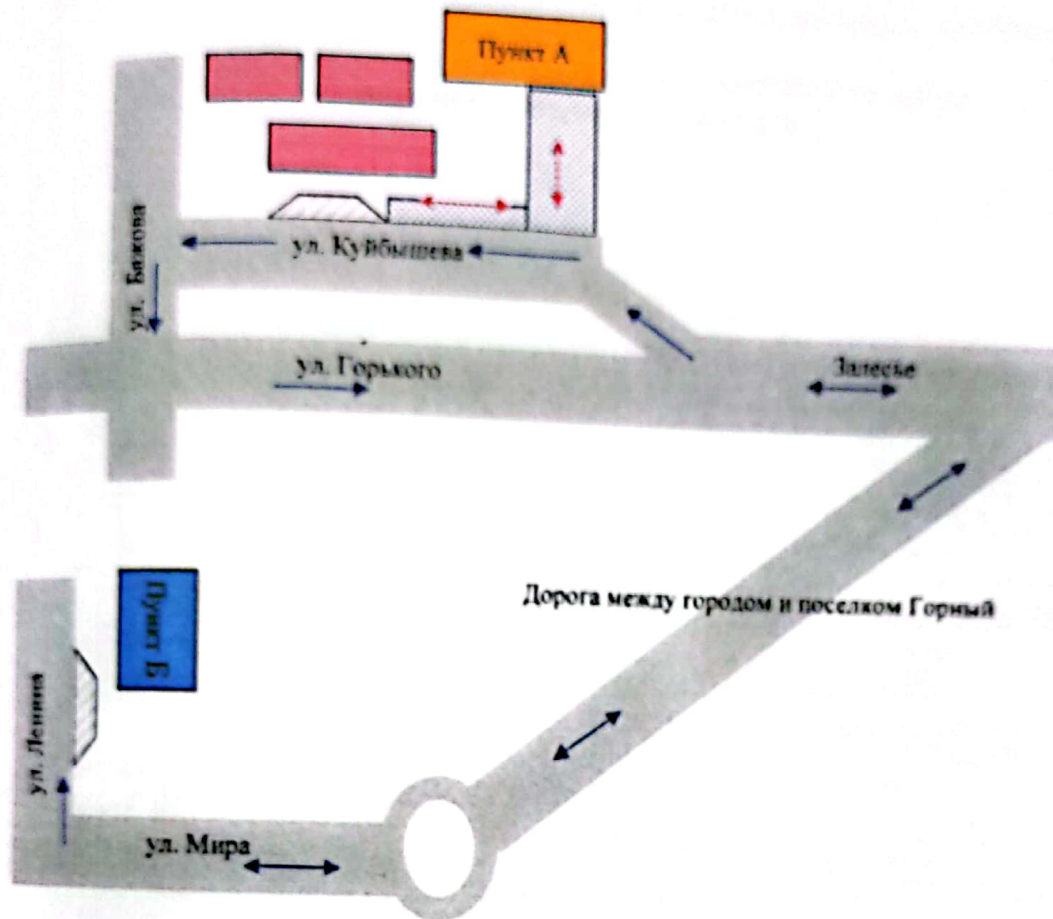 Пункт А
ул. Куйбышева
ул. Бажова
ул. Горького
Залесье
Дорога между городом и поселком Горный
Пункт Б
ул. Ленина
ул. Мира